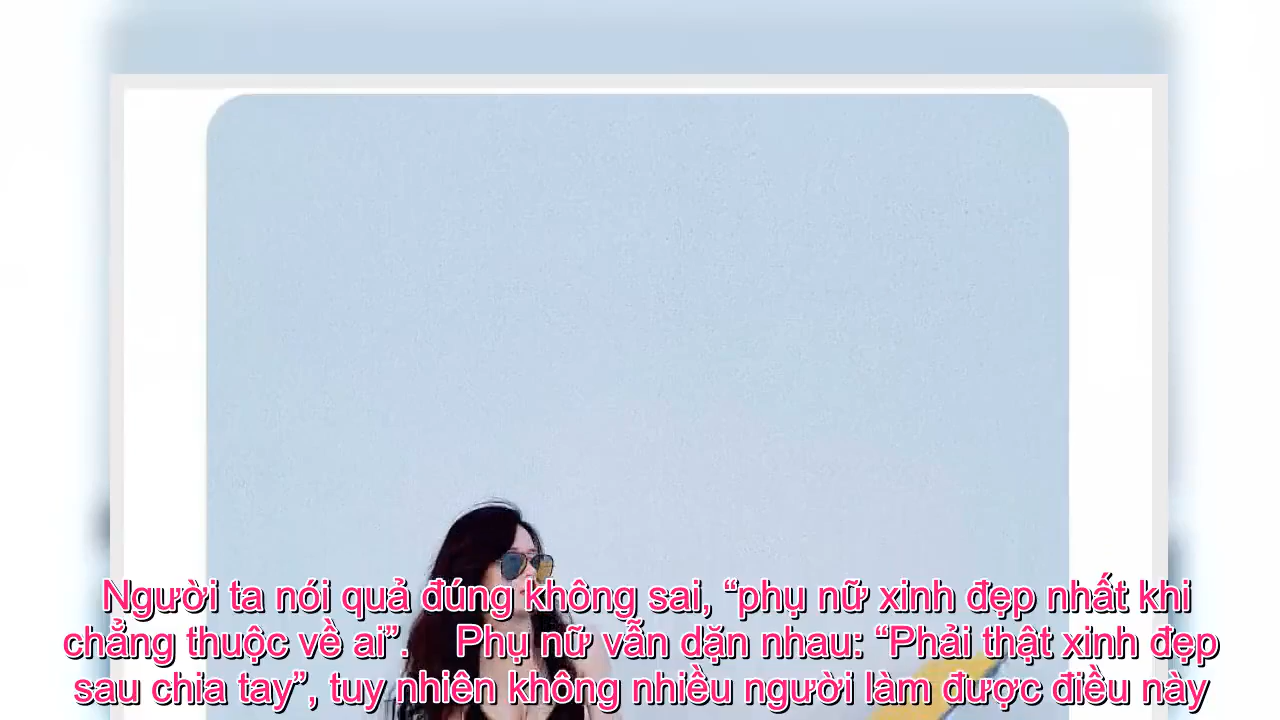 Người ta nói quả đúng không sai, “phụ nữ xinh đẹp nhất khi
chẳng thuộc về ai”. Phụ nữ vẫn dặn nhau: “Phải thật xinh đẹp
sau chia tay”, tuy nhiên không nhiều người làm được điều này